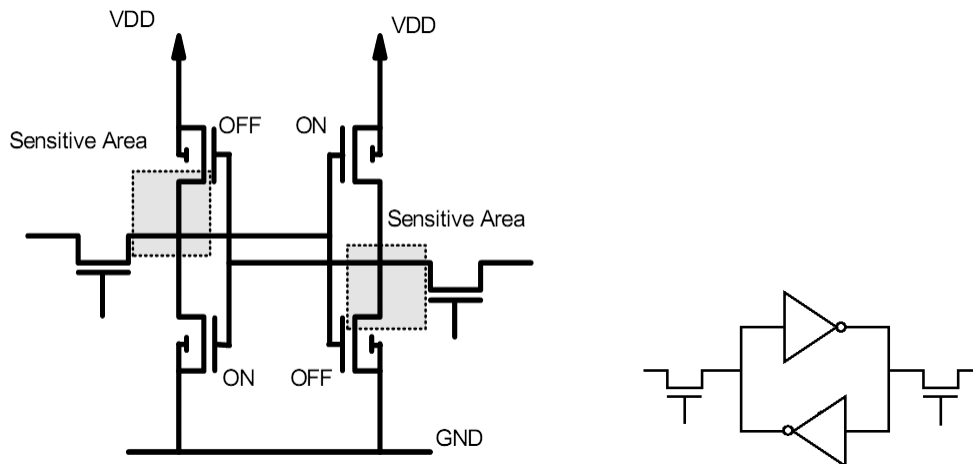 VDD
VDD
OFF
ON
Sensitive Area
Sensitive Area
ON
OFF
GND